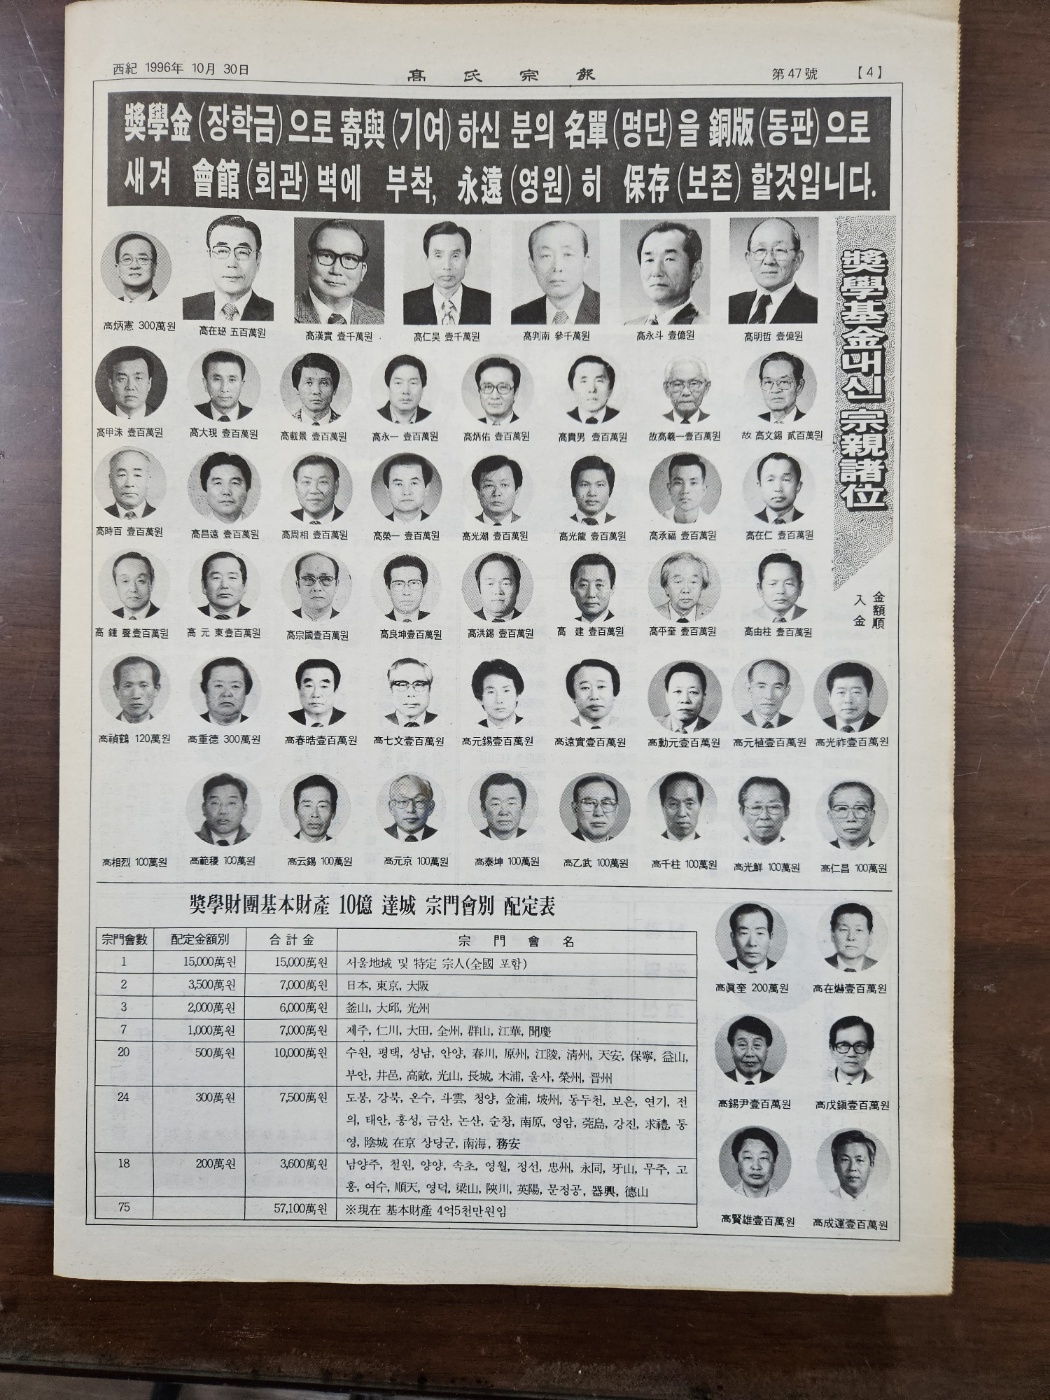 西紀 1996年 10月 30日
高氏宗報
第47號 【4】
獎學金(장학금)으로 寄與(기여)하신 분의 名單(명단)을 銅版(동판)으로
새겨 會館(회관)벽에 부착, 永遠(영원)히 保存(보존)할것입니다.
獎學基金내신 宗親諸位
金額順
入金
高炳憲 300萬원
高在 五百萬원
高漢實 壹千萬원
高仁昊 壹千萬원
高判南 參千萬원
高永斗 壹億원
高明哲 壹億원
高甲洙 壹百萬원
高大現 壹百萬원
高載景 壹百萬원
高永一 壹百萬원
高炳佑 壹百萬원
高貴男 壹百萬원
故高義一壹百萬원
故 高文錫 貳百萬원
高時百 壹百萬원
高昌遠 壹百萬원
高周相 壹百萬원
高榮一 壹百萬원
高光湖 壹百萬원
高光龍 壹百萬원
高承福 壹百萬원
高在仁 壹百萬원
高鍾聲壹百萬원
高元東壹百萬원
高宗國壹百萬원
高良坤壹百萬원
高洪錫 壹百萬원
高建 壹百萬원
高平奎 壹百萬원
高由柱 壹百萬원
高禎鶴 120萬원
高重德 300萬원
高春晧壹百萬원
高七文壹百萬원
高元錫壹百萬원
高遠實壹百萬원
高勳元壹百萬원
高元植壹百萬원
高光祚壹百萬원
高相烈 100萬원
高範稷 100萬원
高云錫 100萬원
高元京 100萬원
高泰坤 100萬원
高乙武 100萬원
高千柱 100萬원
高光鮮 100萬원
高仁昌 100萬원
獎學財團基本財產 10億 達城 宗門會別 配定表
宗門會數 配定金額別 合計金 宗門會名
1 15,000萬원 15,000萬원 서울地域 및 特定 宗人(全國 포함)
2 3,500萬원 7,000萬원 日本, 東京, 大阪
3 2,000萬원 6,000萬원 釜山, 大邱, 光州
7 1,000萬원 7,000萬원 제주, 仁川, 大田, 全州, 群山, 江華, 聞慶
20 500萬원 10,000萬원 수원, 평택, 성남, 안양, 春川, 原州, 江陵, 淸州, 天安, 保寧, 益山,
부안, 井邑, 高敞, 光山, 長城, 木浦, 울사, 榮州, 晋州
24 300萬원 7,500萬원 도봉, 강북, 온수, 斗雲, 청양, 金浦, 坡州, 동두천, 보은, 연기, 전
의, 태안, 홍성, 금산, 논산, 순창, 南原, 영암, 莞島, 강진, 求禮, 동
영, 陰城 在京 상당군, 南海, 務安
18 200萬원 3,600萬원 남양주, 철원, 양양, 속초, 영월, 정선, 忠州, 永同, 牙山, 무주, 고
흥, 여수, 順天, 영덕, 梁山, 陜川, 英陽, 문정공, 器興, 德山
75 57,100萬원 ※現在 基本財產 4억5천만원임
高眞奎 200萬원
高在 壹百萬원
高錫尹壹百萬원
高戊鎭壹百萬원
高賢雄壹百萬원
高成運壹百萬원